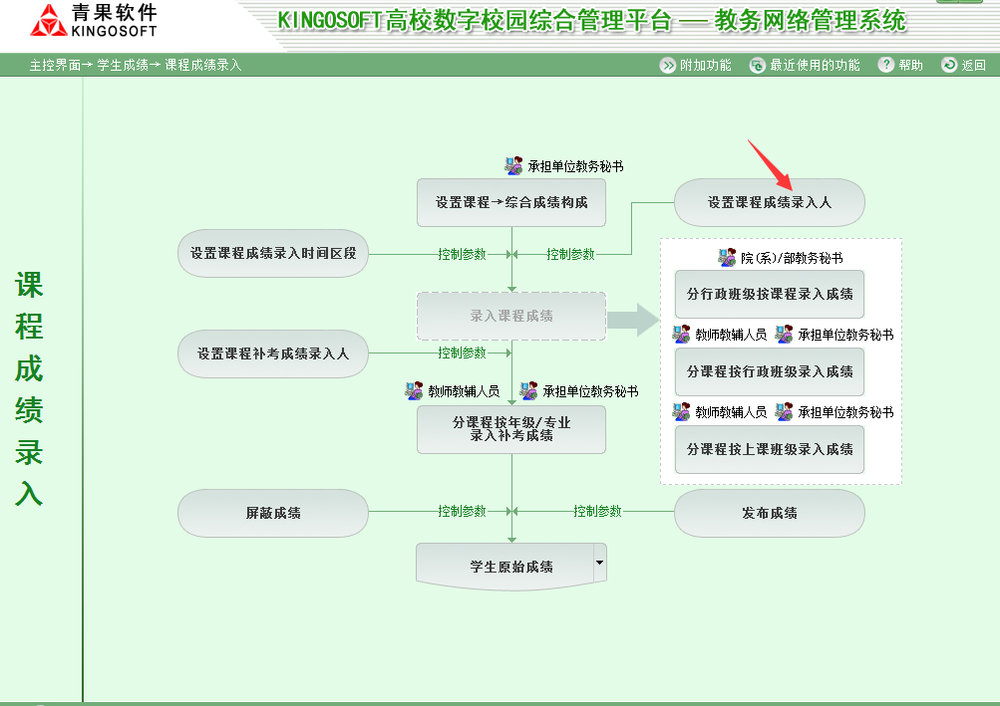 青果软件
KINGOSOFT
KINGOSOFT高校数字校园综合管理平台 — 教务网络管理系统
主控界面→ 学生成绩→ 课程成绩录入
附加功能
最近使用的功能
帮助
返回
课程成绩录入
承担单位教务秘书
设置课程→综合成绩构成
设置课程成绩录入人
设置课程成绩录入时间区段
控制参数
控制参数
院(系)/部教务秘书
分行政班级按课程录入成绩
录入课程成绩
教师教辅人员
承担单位教务秘书
设置课程补考成绩录入人
控制参数
分课程按行政班级录入成绩
教师教辅人员
承担单位教务秘书
教师教辅人员
承担单位教务秘书
分课程按年级/专业
录入补考成绩
分课程按上课班级录入成绩
屏蔽成绩
控制参数
控制参数
发布成绩
学生原始成绩